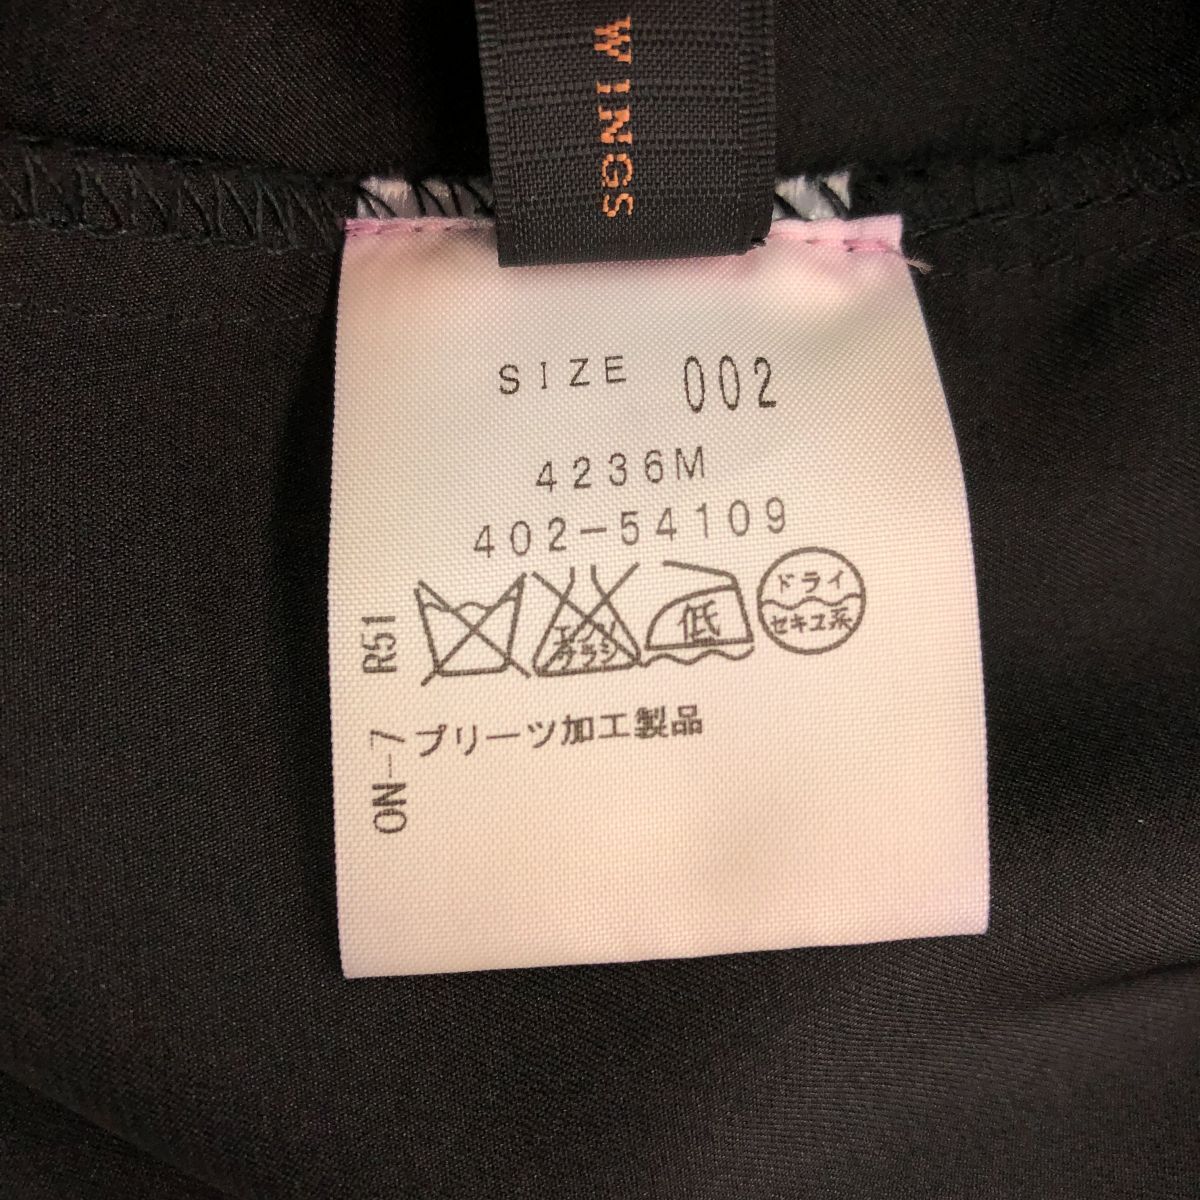 WINGS
SIZE 002
4236M
402-54109
エンソ
クラシ
低
ドライ
セキユ系
プリーツ加工製品
ON-7 R51